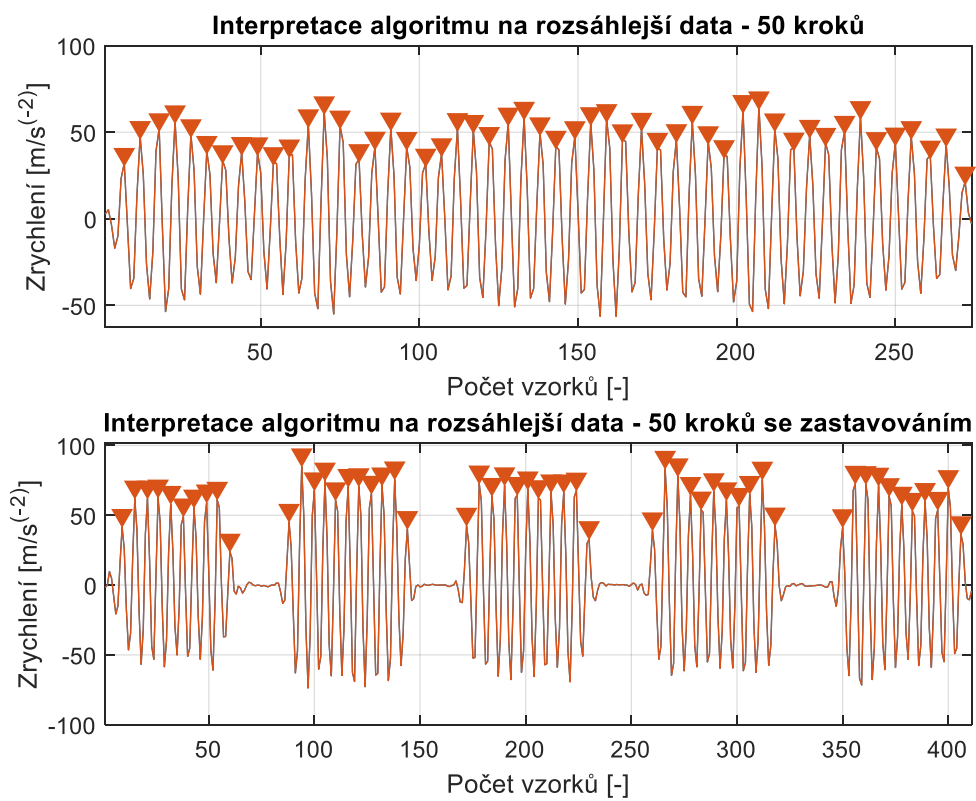 Interpretace algoritmu na rozsáhlejší data - 50 kroků
100
50
0
-50
Zrychlení [m/s^(-2)]
50 100 150 200 250
Počet vzorků [-]
Interpretace algoritmu na rozsáhlejší data - 50 kroků se zastavováním
100
50
0
-50
-100
Zrychlení [m/s^(-2)]
50 100 150 200 250 300 350 400
Počet vzorků [-]